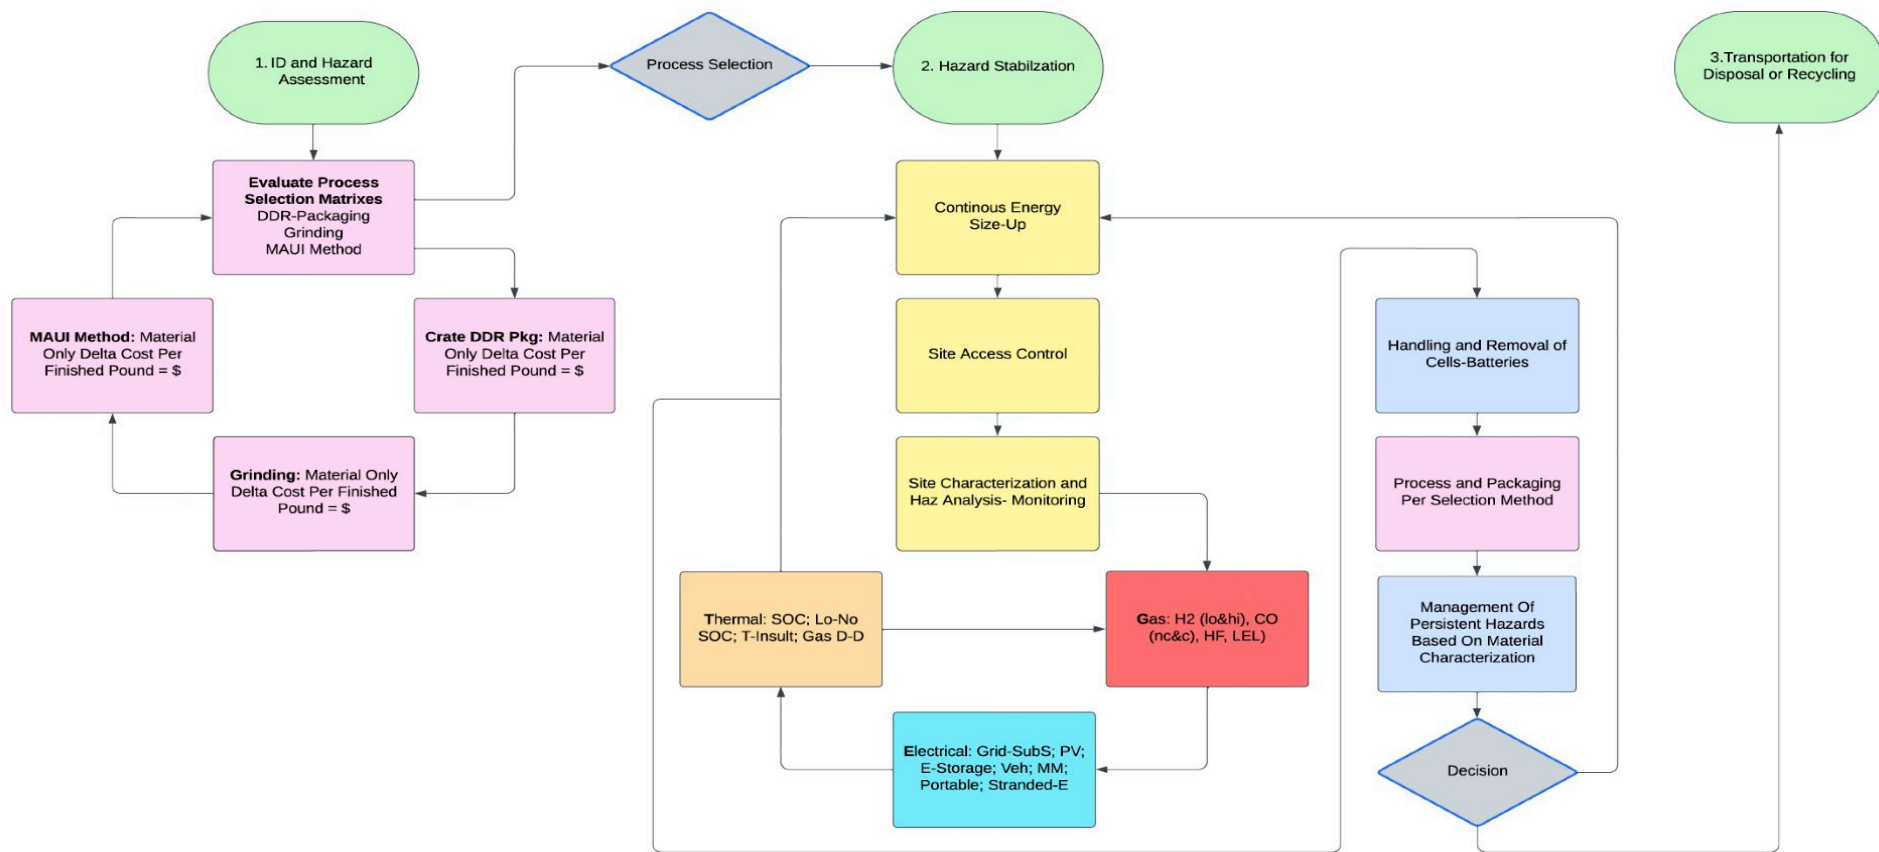 1. ID and Hazard
Assessment
Process Selection
2. Hazard Stabilzation
3.Transportation for
Disposal or Recycling
Evaluate Process
Selection Matrixes
DDR-Packaging
Grinding
MAUI Method
MAUI Method: Material
Only Delta Cost Per
Finished Pound = $
Crate DDR Pkg: Material
Only Delta Cost Per
Finished Pound = $
Grinding: Material Only
Delta Cost Per Finished
Pound = $
Continous Energy
Size-Up
Site Access Control
Site Characterization and
Haz Analysis- Monitoring
Thermal: SOC; Lo-No
SOC; T-Insult; Gas D-D
Gas: H2 (lo&hi), CO
(nc&c), HF, LEL)
Electrical: Grid-SubS; PV;
E-Storage; Veh; MM;
Portable; Stranded-E
Handling and Removal of
Cells-Batteries
Process and Packaging
Per Selection Method
Management Of
Persistent Hazards
Based On Material
Characterization
Decision